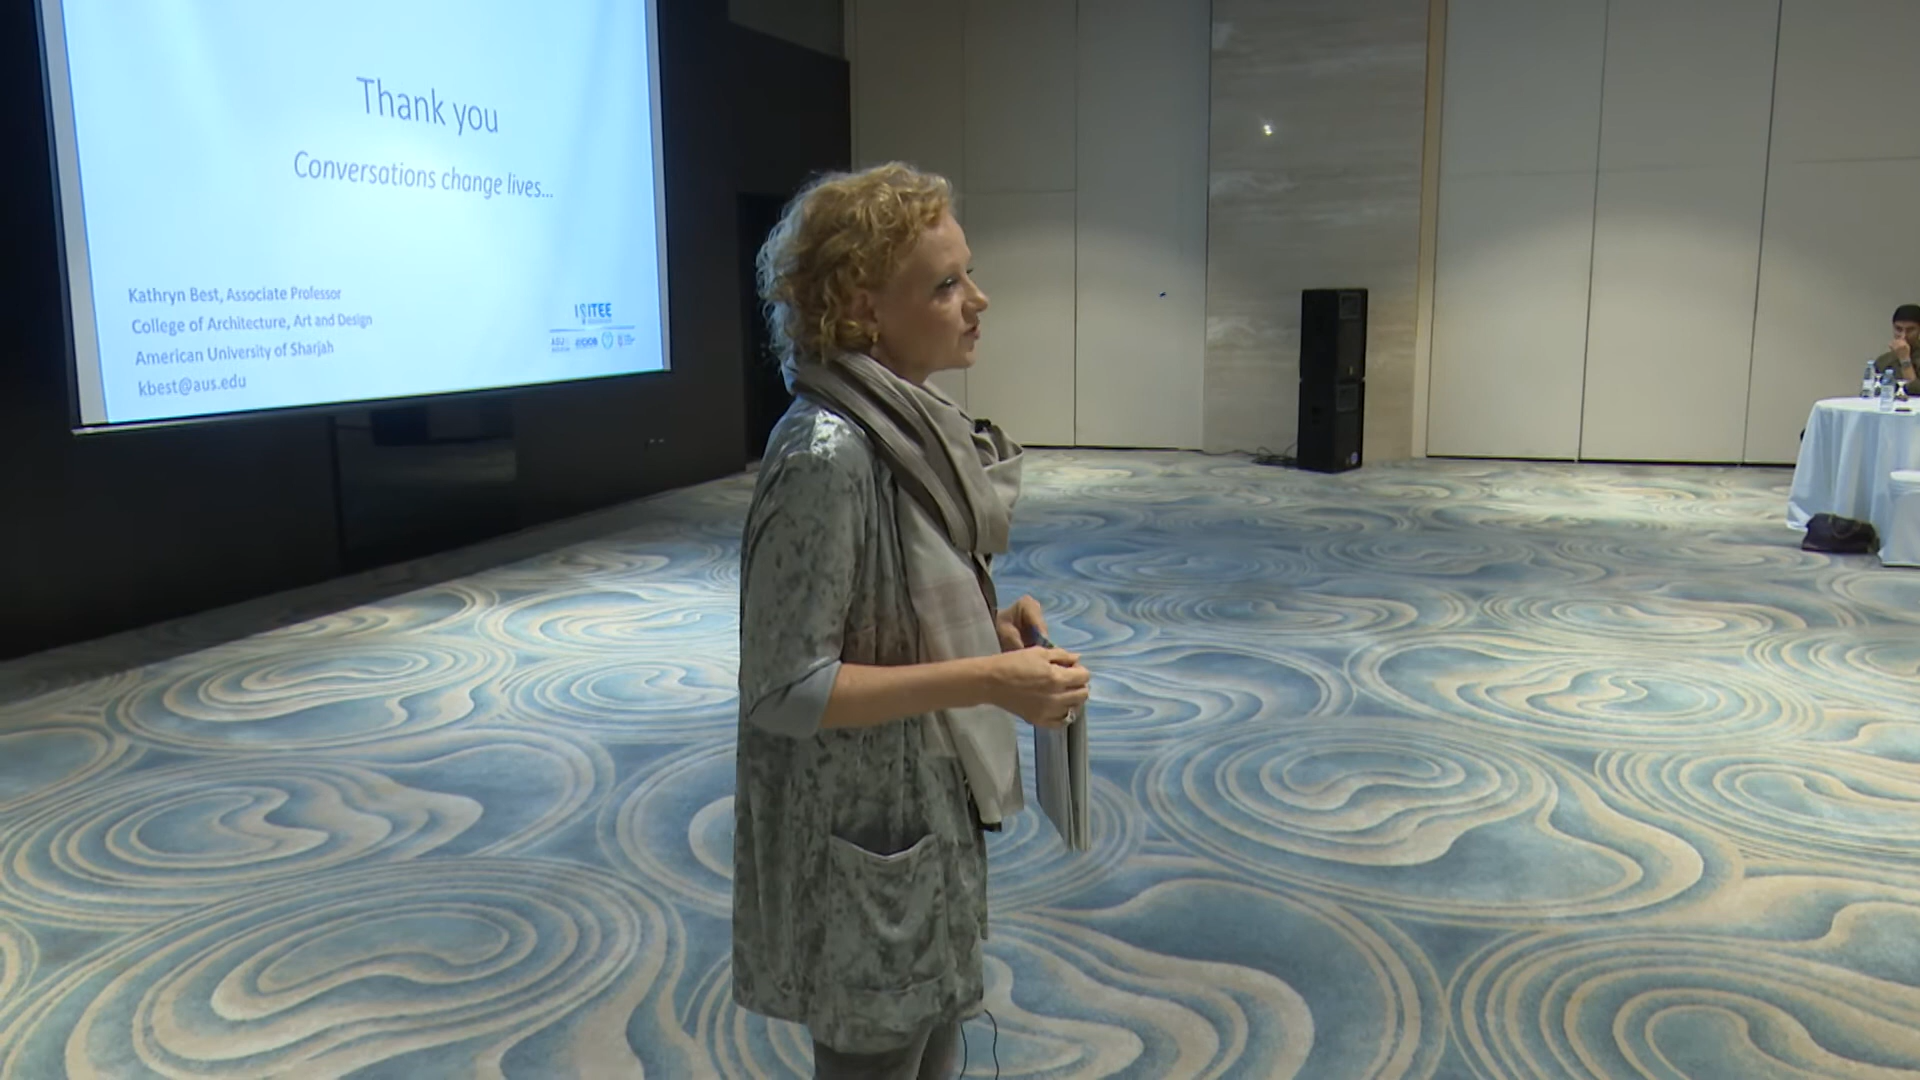 Thank you
Conversations change lives...
Kathryn Best, Associate Professor
College of Architecture, Art and Design
American University of Sharjah
kbest@aus.edu
ISITEE